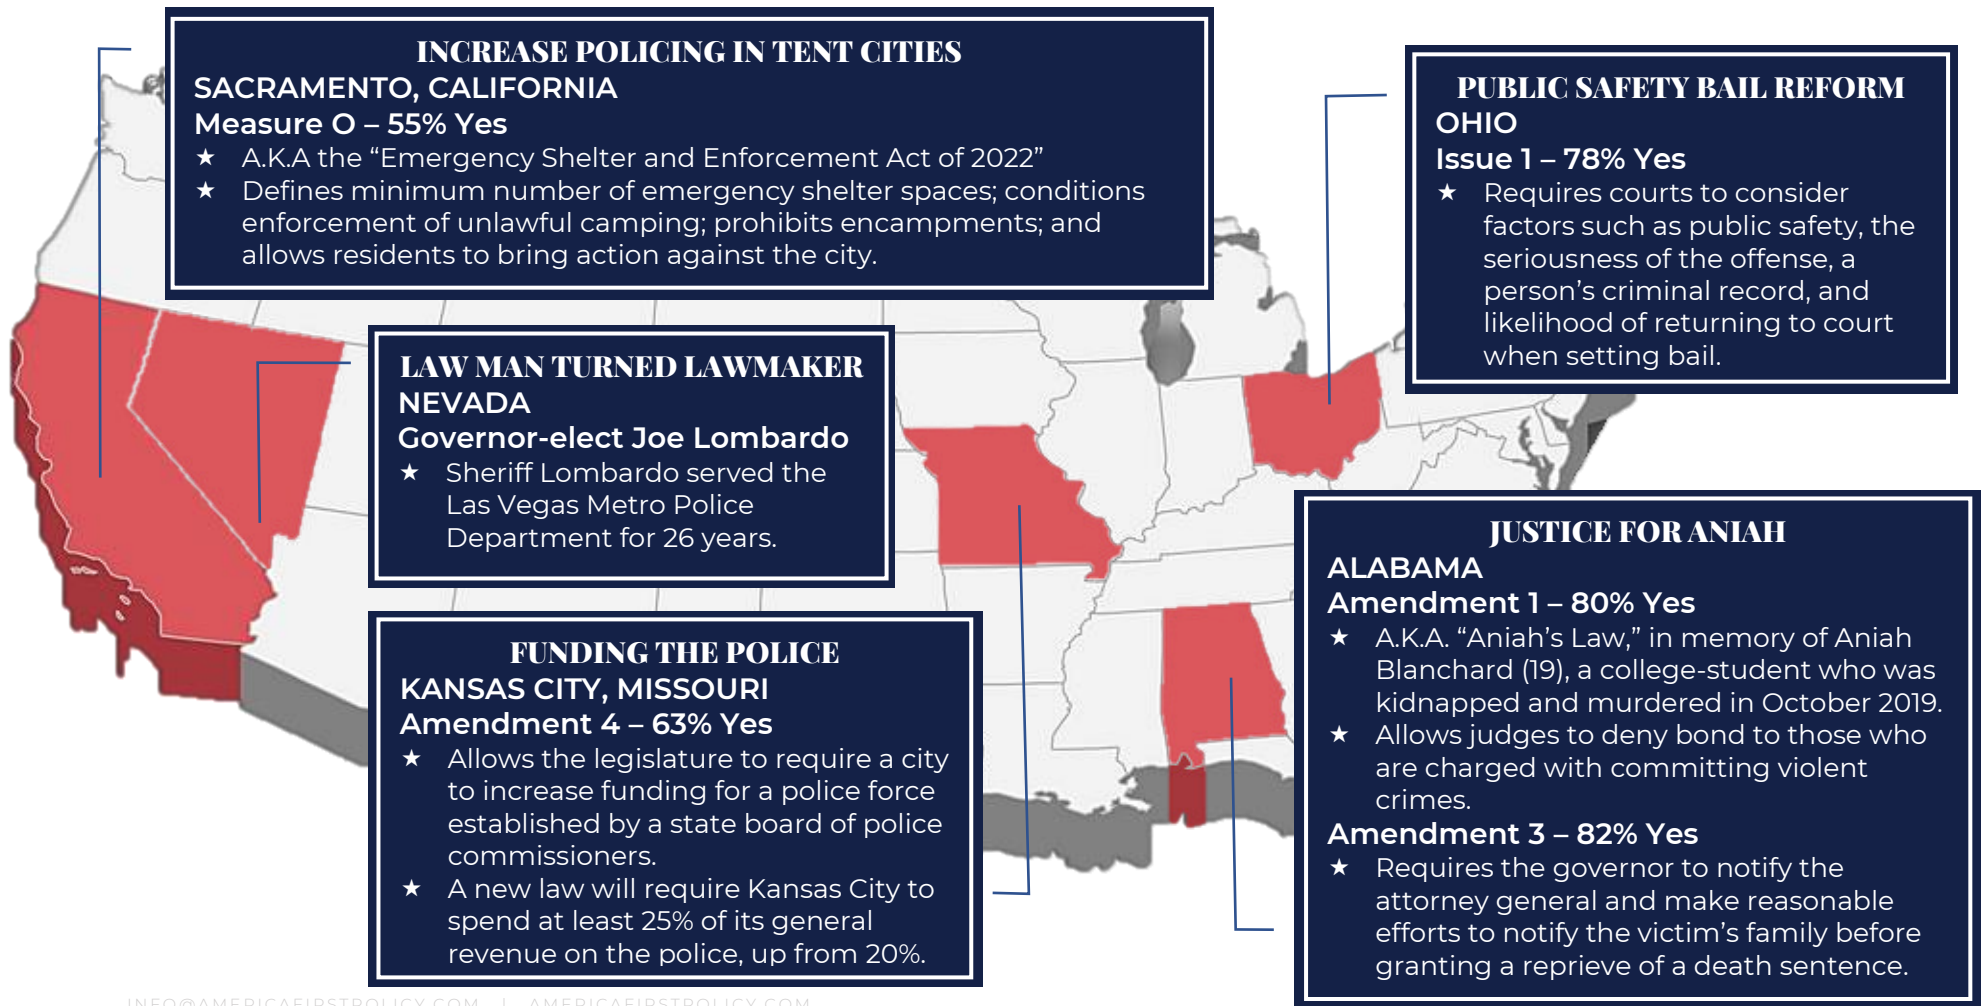 INCREASE POLICING IN TENT CITIES
SACRAMENTO, CALIFORNIA
Measure O – 55% Yes
★ A.K.A the “Emergency Shelter and Enforcement Act of 2022”
★ Defines minimum number of emergency shelter spaces; conditions
enforcement of unlawful camping; prohibits encampments; and
allows residents to bring action against the city.
PUBLIC SAFETY BAIL REFORM
OHIO
Issue 1 – 78% Yes
★ Requires courts to consider
factors such as public safety, the
seriousness of the offense, a
person’s criminal record, and
likelihood of returning to court
when setting bail.
LAW MAN TURNED LAWMAKER
NEVADA
Governor-elect Joe Lombardo
★ Sheriff Lombardo served the
Las Vegas Metro Police
Department for 26 years.
FUNDING THE POLICE
KANSAS CITY, MISSOURI
Amendment 4 – 63% Yes
★ Allows the legislature to require a city
to increase funding for a police force
established by a state board of police
commissioners.
★ A new law will require Kansas City to
spend at least 25% of its general
revenue on the police, up from 20%.
JUSTICE FOR ANIAH
ALABAMA
Amendment 1 – 80% Yes
★ A.K.A. “Aniah’s Law,” in memory of Aniah
Blanchard (19), a college-student who was
kidnapped and murdered in October 2019.
★ Allows judges to deny bond to those who
are charged with committing violent
crimes.
Amendment 3 – 82% Yes
★ Requires the governor to notify the
attorney general and make reasonable
efforts to notify the victim’s family before
granting a reprieve of a death sentence.
INFO@AMERICAFIRSTPOLICY.COM | AMERICAFIRSTPOLICY.COM